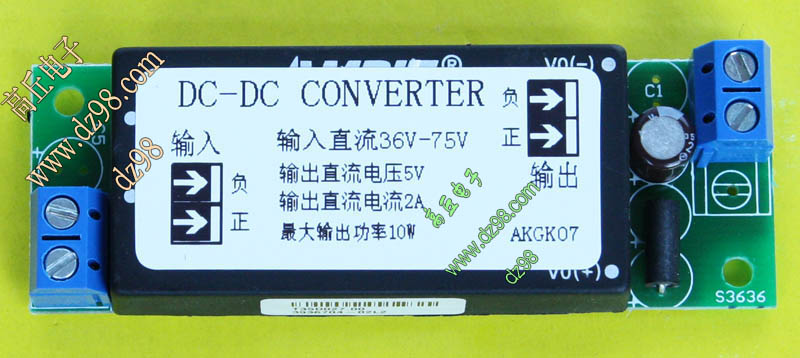 V0(-)
DC-DC CONVERTER
负
正
输入
输入直流36V-75V
输出
负
正
输出直流电压5V
输出直流电流2A
最大输出功率10W
AKGK07
V0(+)
C1
S3636
高丘电子
www.dz98.com
dz98
高丘电子
www.dz98.com
dz98